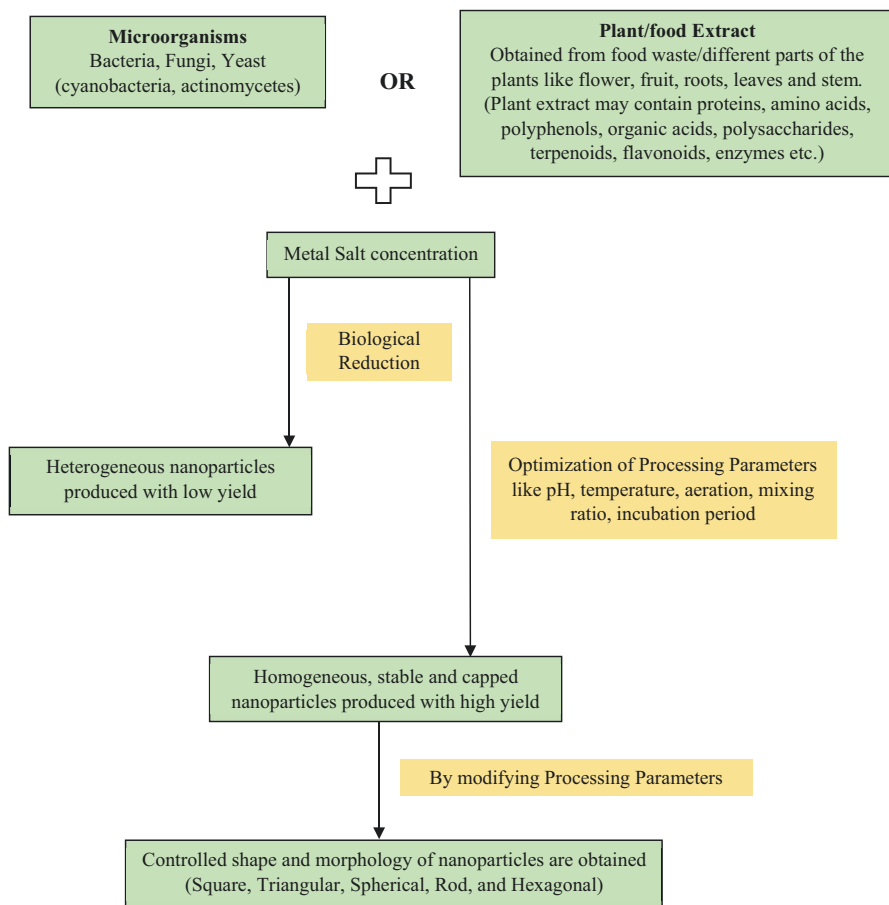 Microorganisms
Bacteria, Fungi, Yeast
(cyanobacteria, actinomycetes)
OR
Plant/food Extract
Obtained from food waste/different parts of the
plants like flower, fruit, roots, leaves and stem.
(Plant extract may contain proteins, amino acids,
polyphenols, organic acids, polysaccharides,
terpenoids, flavonoids, enzymes etc.)
Metal Salt concentration
Biological
Reduction
Heterogeneous nanoparticles
produced with low yield
Optimization of Processing Parameters
like pH, temperature, aeration, mixing
ratio, incubation period
Homogeneous, stable and capped
nanoparticles produced with high yield
By modifying Processing Parameters
Controlled shape and morphology of nanoparticles are obtained
(Square, Triangular, Spherical, Rod, and Hexagonal)